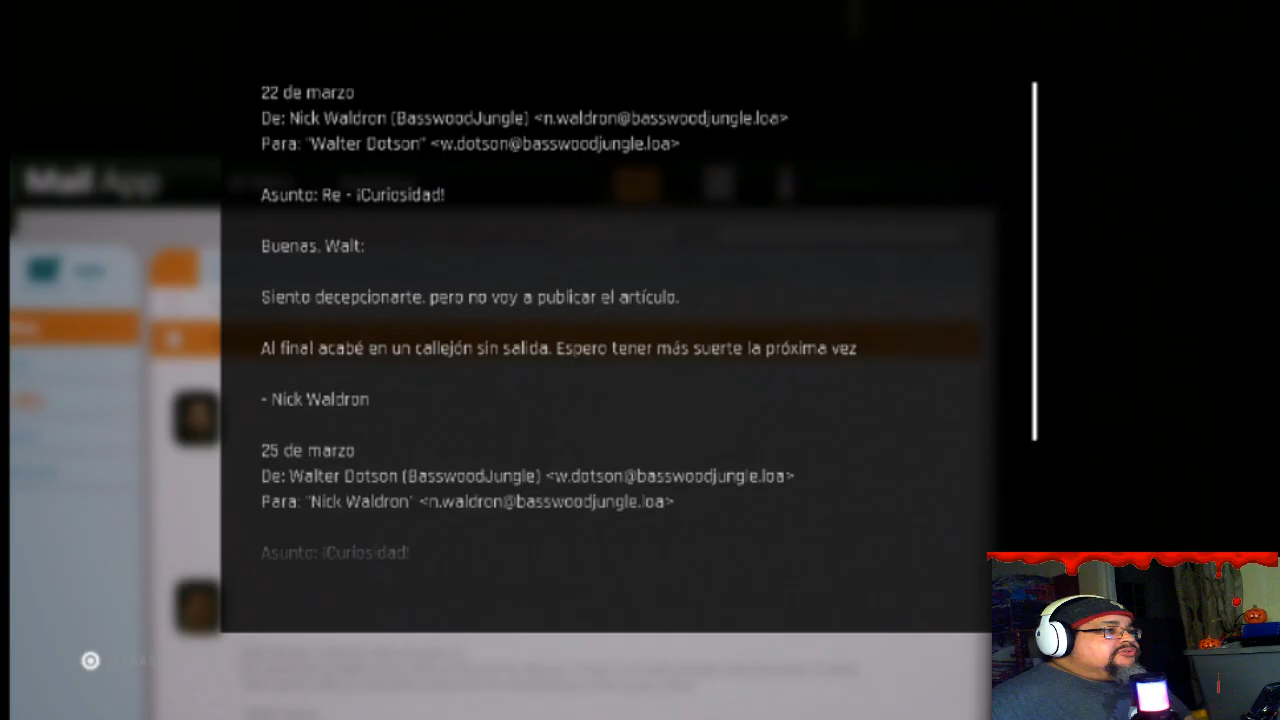 22 de marzo
De: Nick Waldron (BasswoodJungle) <n.waldron@basswoodjungle.loa>
Para: "Walter Dotson" <w.dotson@basswoodjungle.loa>
Mail App
Asunto: Re - ¡Curiosidad!
Buenas, Walt:
Siento decepcionarte, pero no voy a publicar el artículo.
Al final acabé en un callejón sin salida. Espero tener más suerte la próxima vez
- Nick Waldron
25 de marzo
De: Walter Dotson (BasswoodJungle) <w.dotson@basswoodjungle.loa>
Para: "Nick Waldron" <n.waldron@basswoodjungle.loa>
Asunto: ¡Curiosidad!